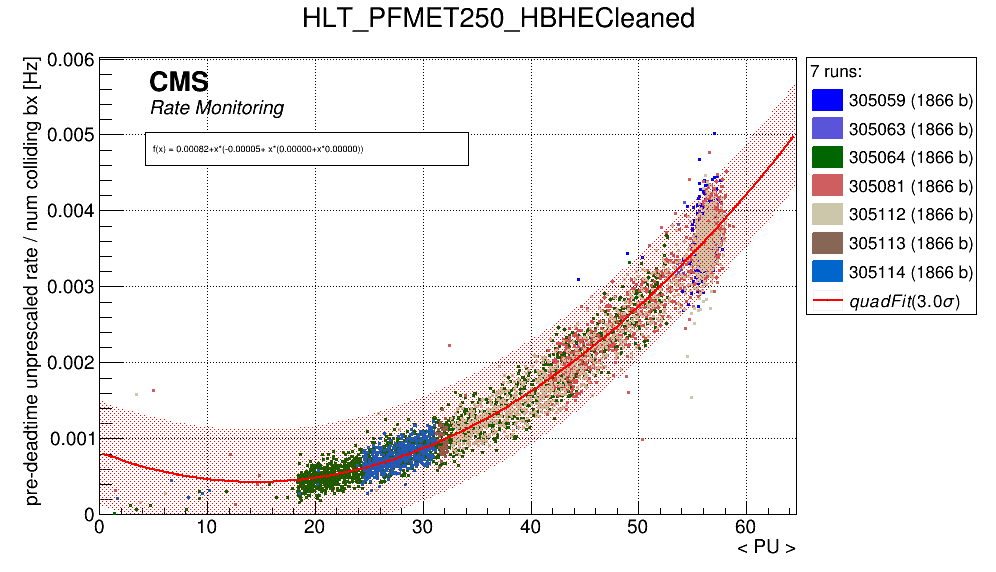 HLT_PFMET250_HBHECleaned
pre-deadtime unprescaled rate / num colliding bx [Hz]
0.006
0.005
0.004
0.003
0.002
0.001
0
CMS
Rate Monitoring
f(x) = 0.00082+x*(-0.00005+ x*(0.00000+x*0.00000))
0 10 20 30 40 50 60
< PU >
7 runs:
305059 (1866 b)
305063 (1866 b)
305064 (1866 b)
305081 (1866 b)
305112 (1866 b)
305113 (1866 b)
305114 (1866 b)
quadFit(3.0σ)